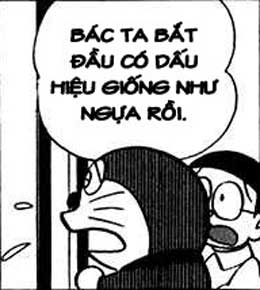 BÁC TA BẮT
ĐẦU CÓ DẤU
HIỆU GIỐNG NHƯ
NGỰA RỒI.